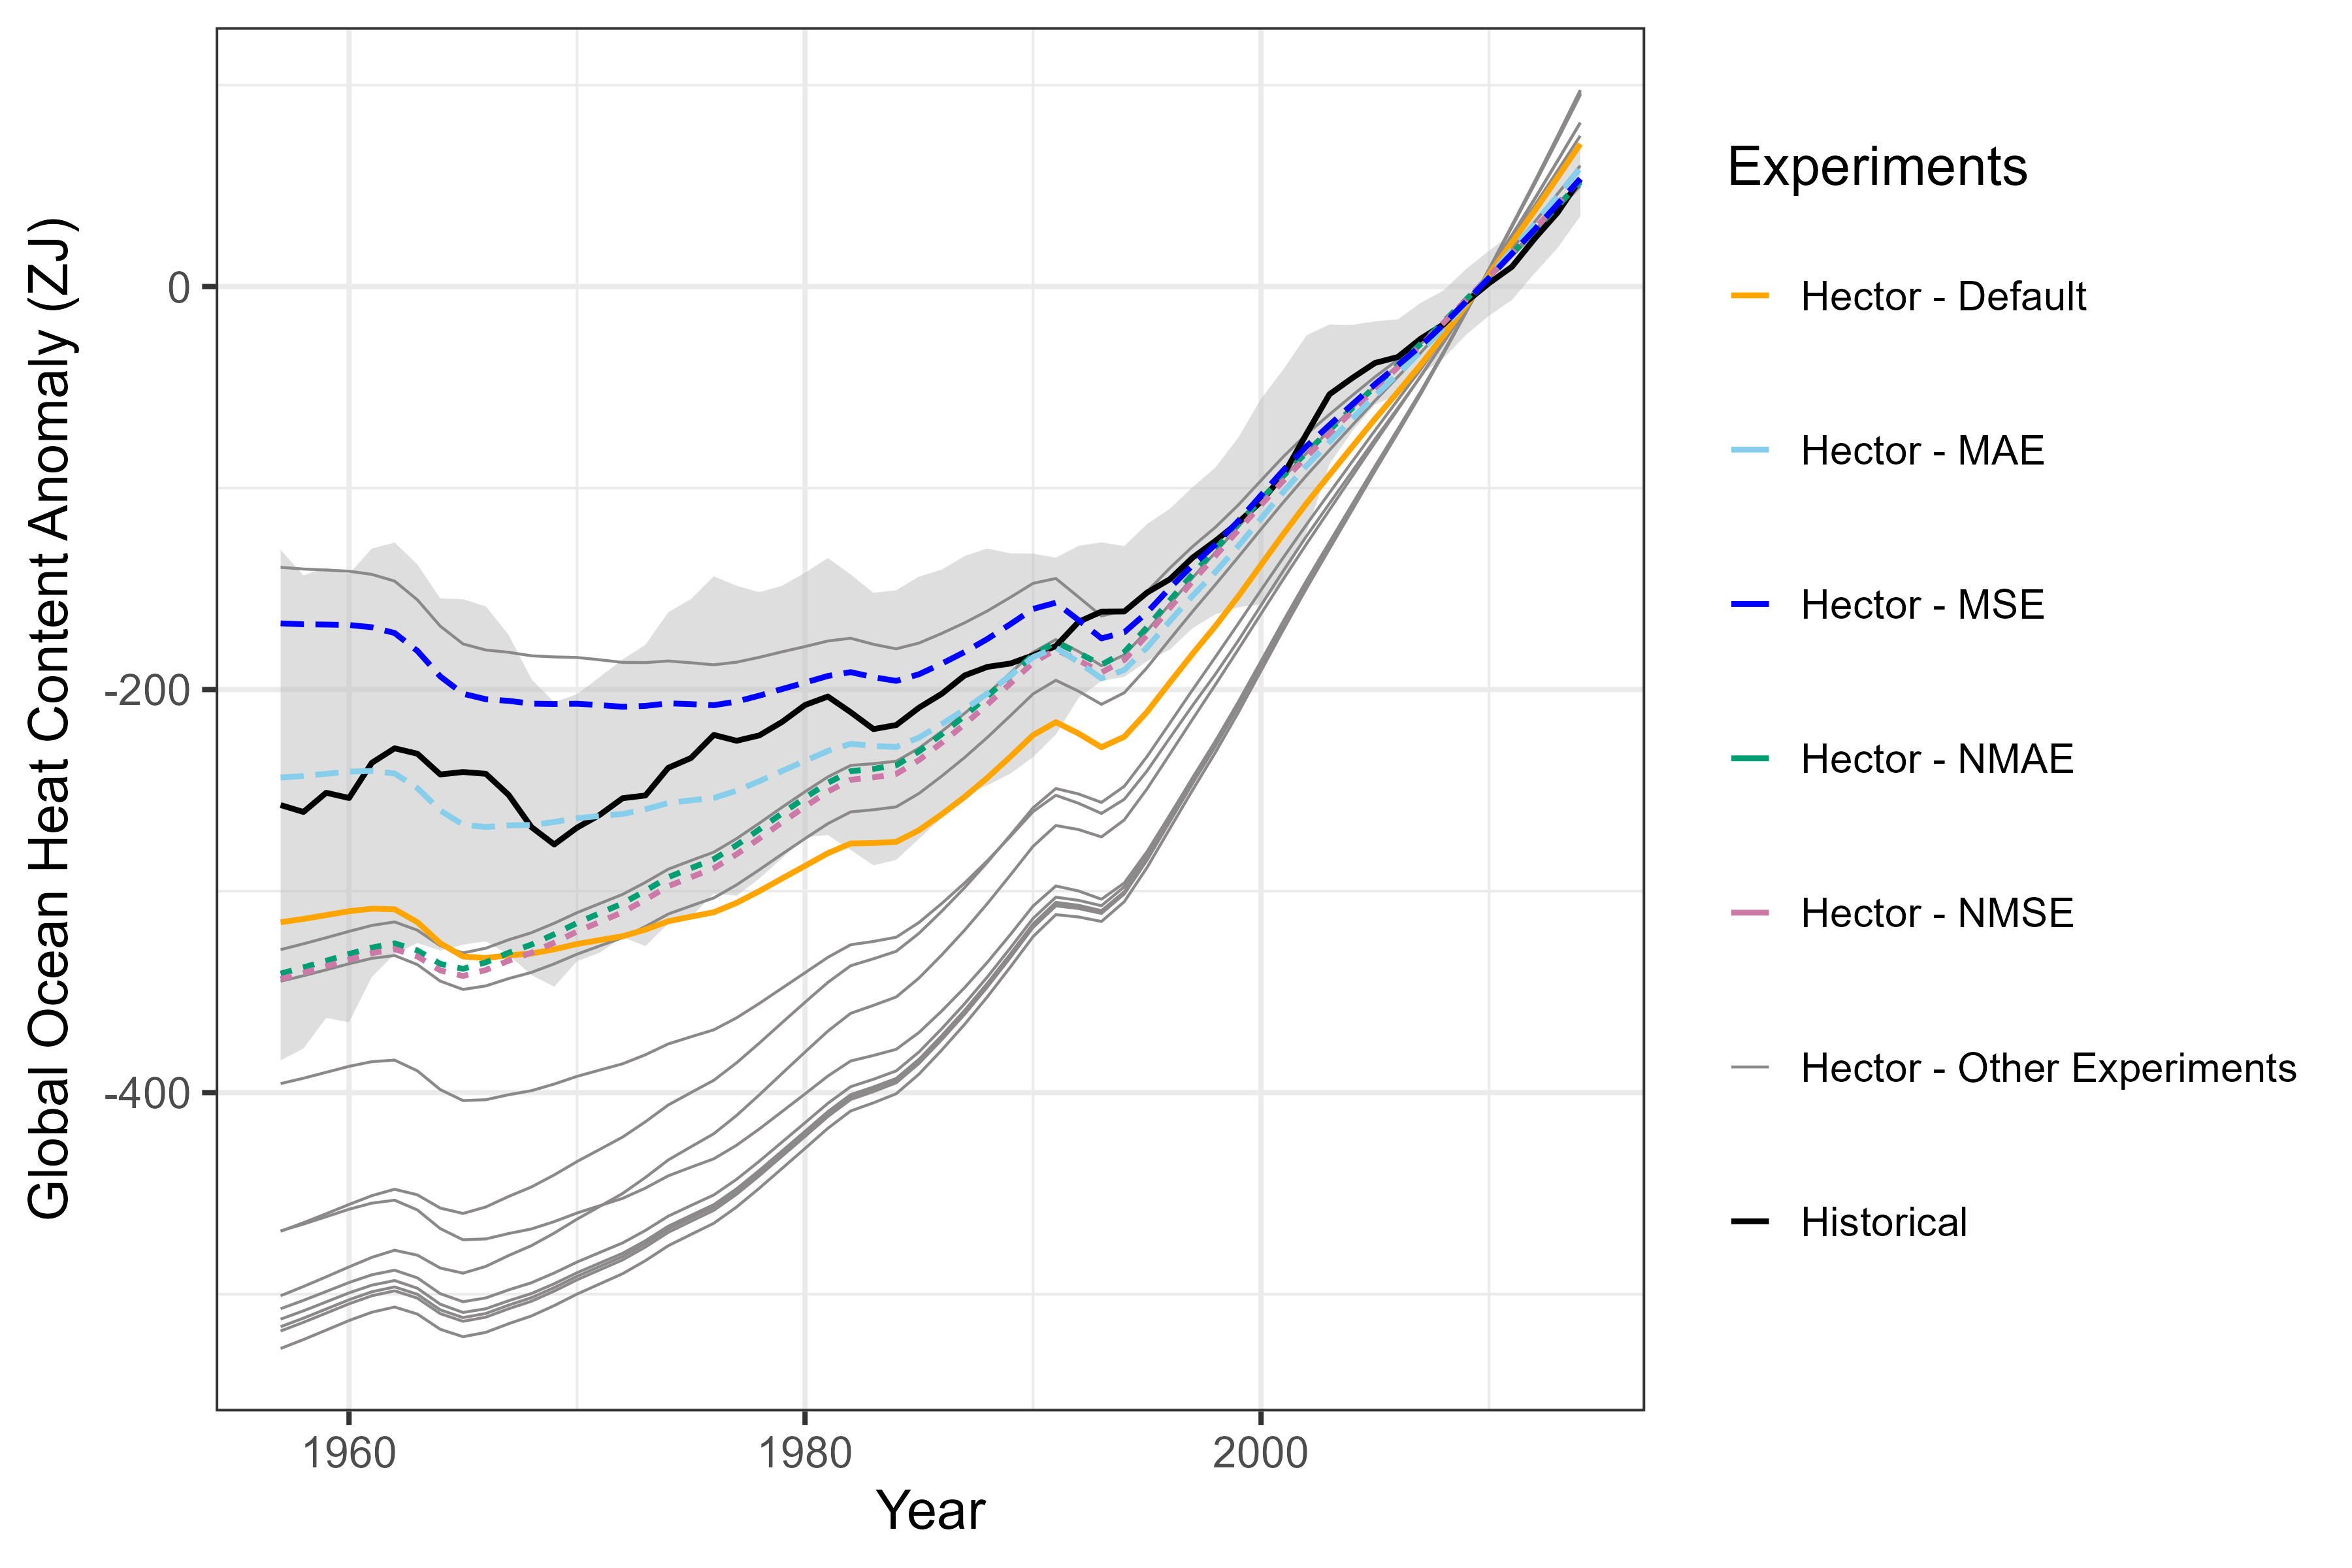 Global Ocean Heat Content Anomaly (ZJ)
0
-200
-400
1960
1980
2000
Year
Experiments
Hector - Default
Hector - MAE
Hector - MSE
Hector - NMAE
Hector - NMSE
Hector - Other Experiments
Historical